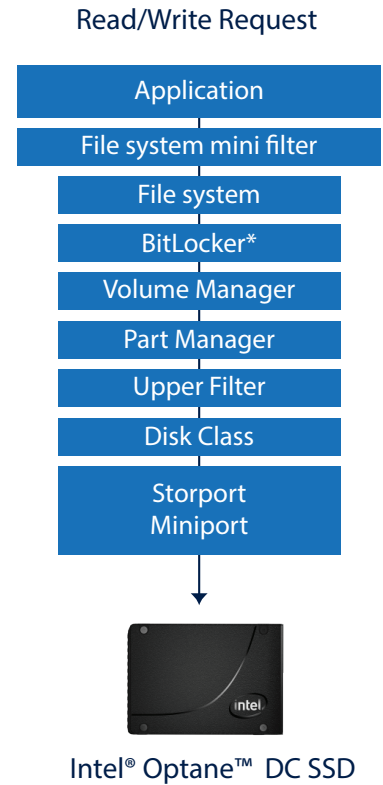 Read/Write Request
Application
File system mini filter
File system
BitLocker*
Volume Manager
Part Manager
Upper Filter
Disk Class
Storport
Miniport
intel
Intel® Optane™ DC SSD